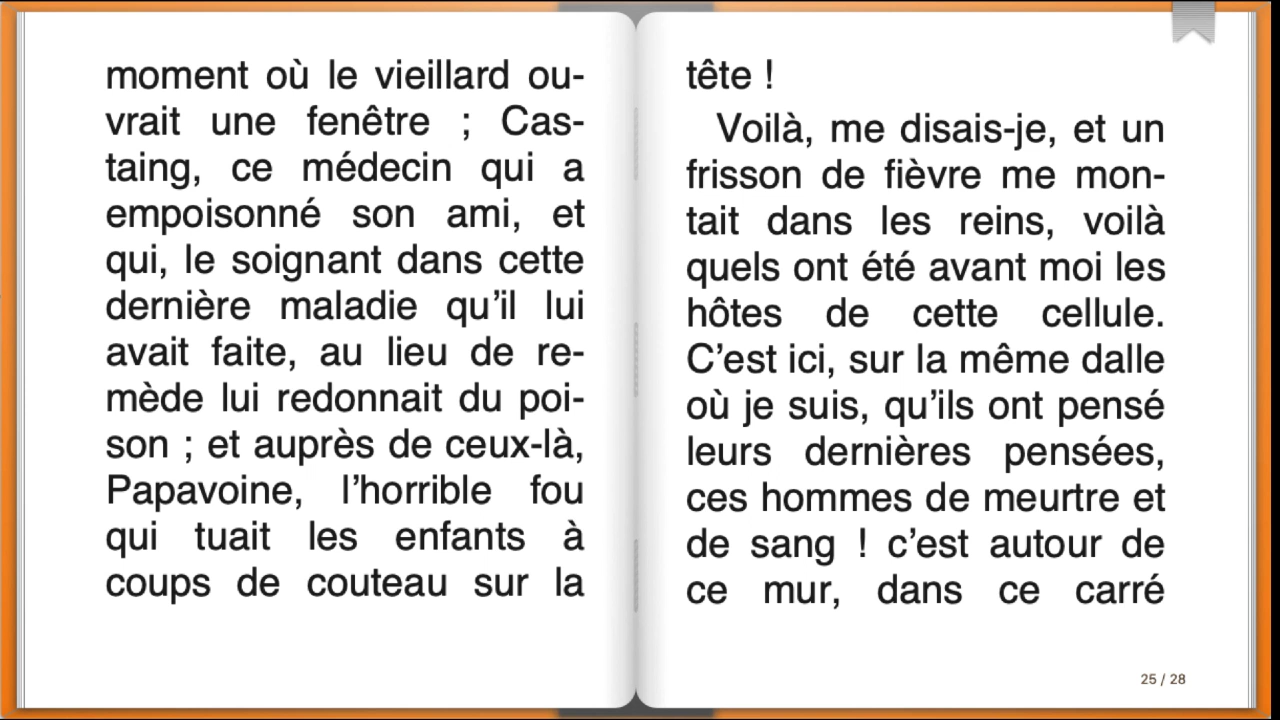 moment où le vieillard ou-
vrait une fenêtre ; Cas-
taing, ce médecin qui a
empoisonné son ami, et
qui, le soignant dans cette
dernière maladie qu’il lui
avait faite, au lieu de re-
mède lui redonnait du poi-
son ; et auprès de ceux-là,
Papavoine, l’horrible fou
qui tuait les enfants à
coups de couteau sur la
tête !
Voilà, me disais-je, et un
frisson de fièvre me mon-
tait dans les reins, voilà
quels ont été avant moi les
hôtes de cette cellule.
C’est ici, sur la même dalle
où je suis, qu’ils ont pensé
leurs dernières pensées,
ces hommes de meurtre et
de sang ! c’est autour de
ce mur, dans ce carré
25 / 28